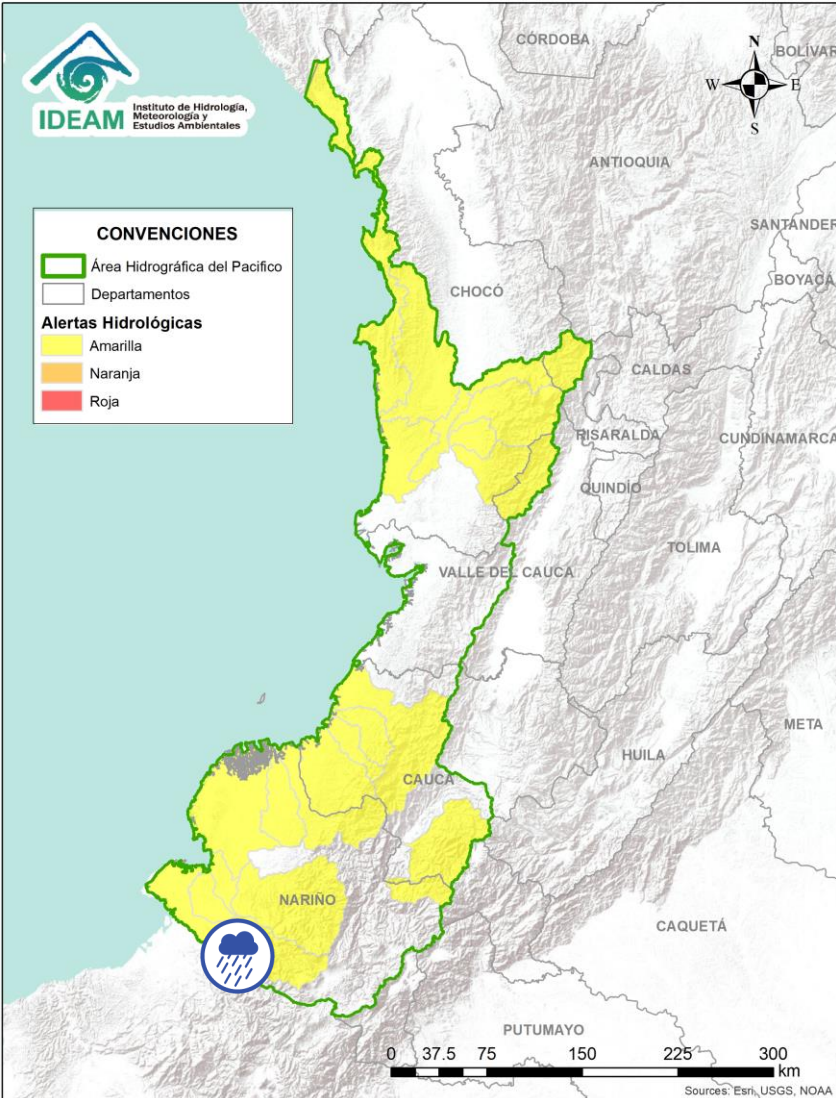 IDEAM
Instituto de Hidrología,
Meteorología y
Estudios Ambientales
N
W
E
S
CÓRDOBA
BOLÍVAR
ANTIOQUIA
SANTANDER
BOYACÁ
CHOCÓ
CALDAS
RISARALDA
CUNDINAMARCA
QUINDÍO
TOLIMA
VALLE DEL CAUCA
META
HUILA
CAUCA
NARIÑO
CAQUETÁ
PUTUMAYO
CONVENCIONES
Área Hidrográfica del Pacifico
Departamentos
Alertas Hidrológicas
Amarilla
Naranja
Roja
0 37.5 75 150 225 300
km
Sources: Esri, USGS, NOAA